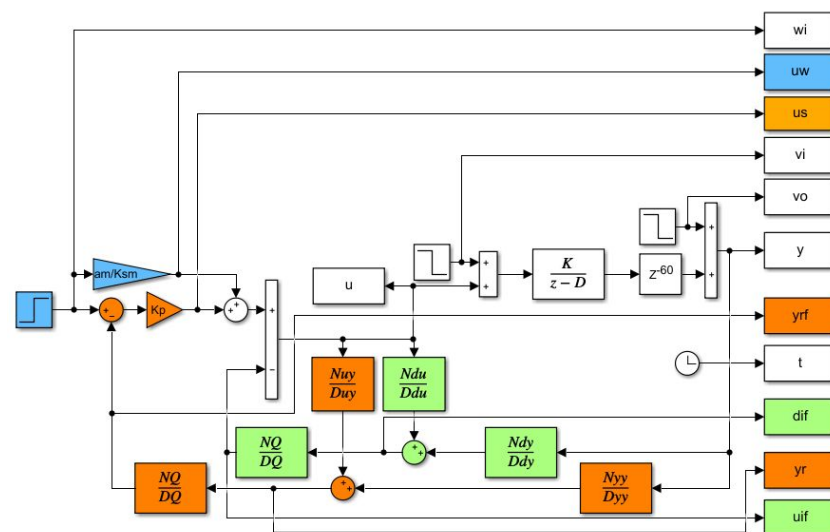 wi
uw
us
vi
vo
y
yrf
t
dif
yr
uif
am/Ksm
+
-
Kp
+
+
+
-
u
+
+
K
z - D
Z-60
+
+
Nuy
Duy
Ndu
Ddu
NQ
DQ
+
+
Ndy
Ddy
NQ
DQ
+
+
Nyy
Dyy